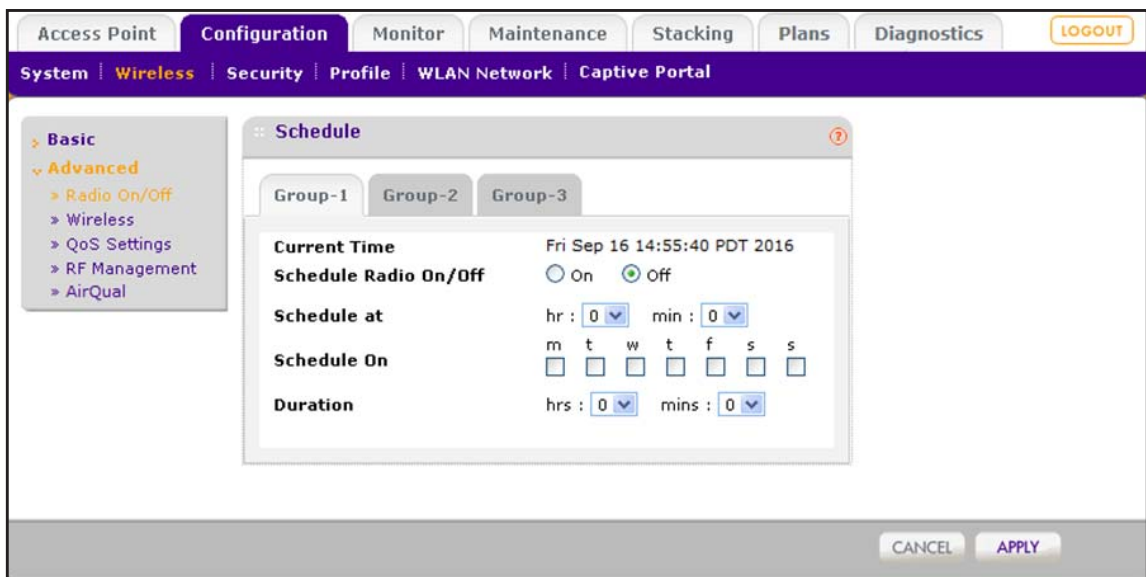 Access Point Configuration Monitor Maintenance Stacking Plans Diagnostics LOGOUT
System Wireless Security Profile WLAN Network Captive Portal
Basic
Advanced
» Radio On/Off
» Wireless
» QoS Settings
» RF Management
» AirQual
Schedule ?
Group-1 Group-2 Group-3
Current Time Fri Sep 16 14:55:40 PDT 2016
Schedule Radio On/Off On Off
Schedule at hr : 0 min : 0
m t w t f s s
Schedule On
Duration hrs : 0 mins : 0
CANCEL APPLY